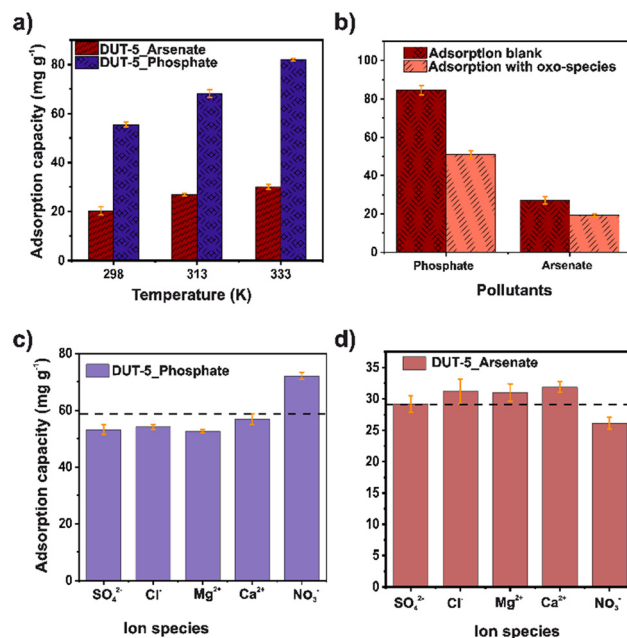 a)
DUT-5_Arsenate
DUT-5_Phosphate
Adsorption capacity (mg g⁻¹)
80
60
40
20
0
298 313 333
Temperature (K)
b)
Adsorption blank
Adsorption with oxo-species
100
80
60
40
20
0
Phosphate Arsenate
Pollutants
c)
DUT-5_Phosphate
Adsorption capacity (mg g⁻¹)
80
60
40
20
0
SO₄²⁻ Cl⁻ Mg²⁺ Ca²⁺ NO₃⁻
Ion species
d)
DUT-5_Arsenate
35
30
25
20
15
10
5
0
SO₄²⁻ Cl⁻ Mg²⁺ Ca²⁺ NO₃⁻
Ion species